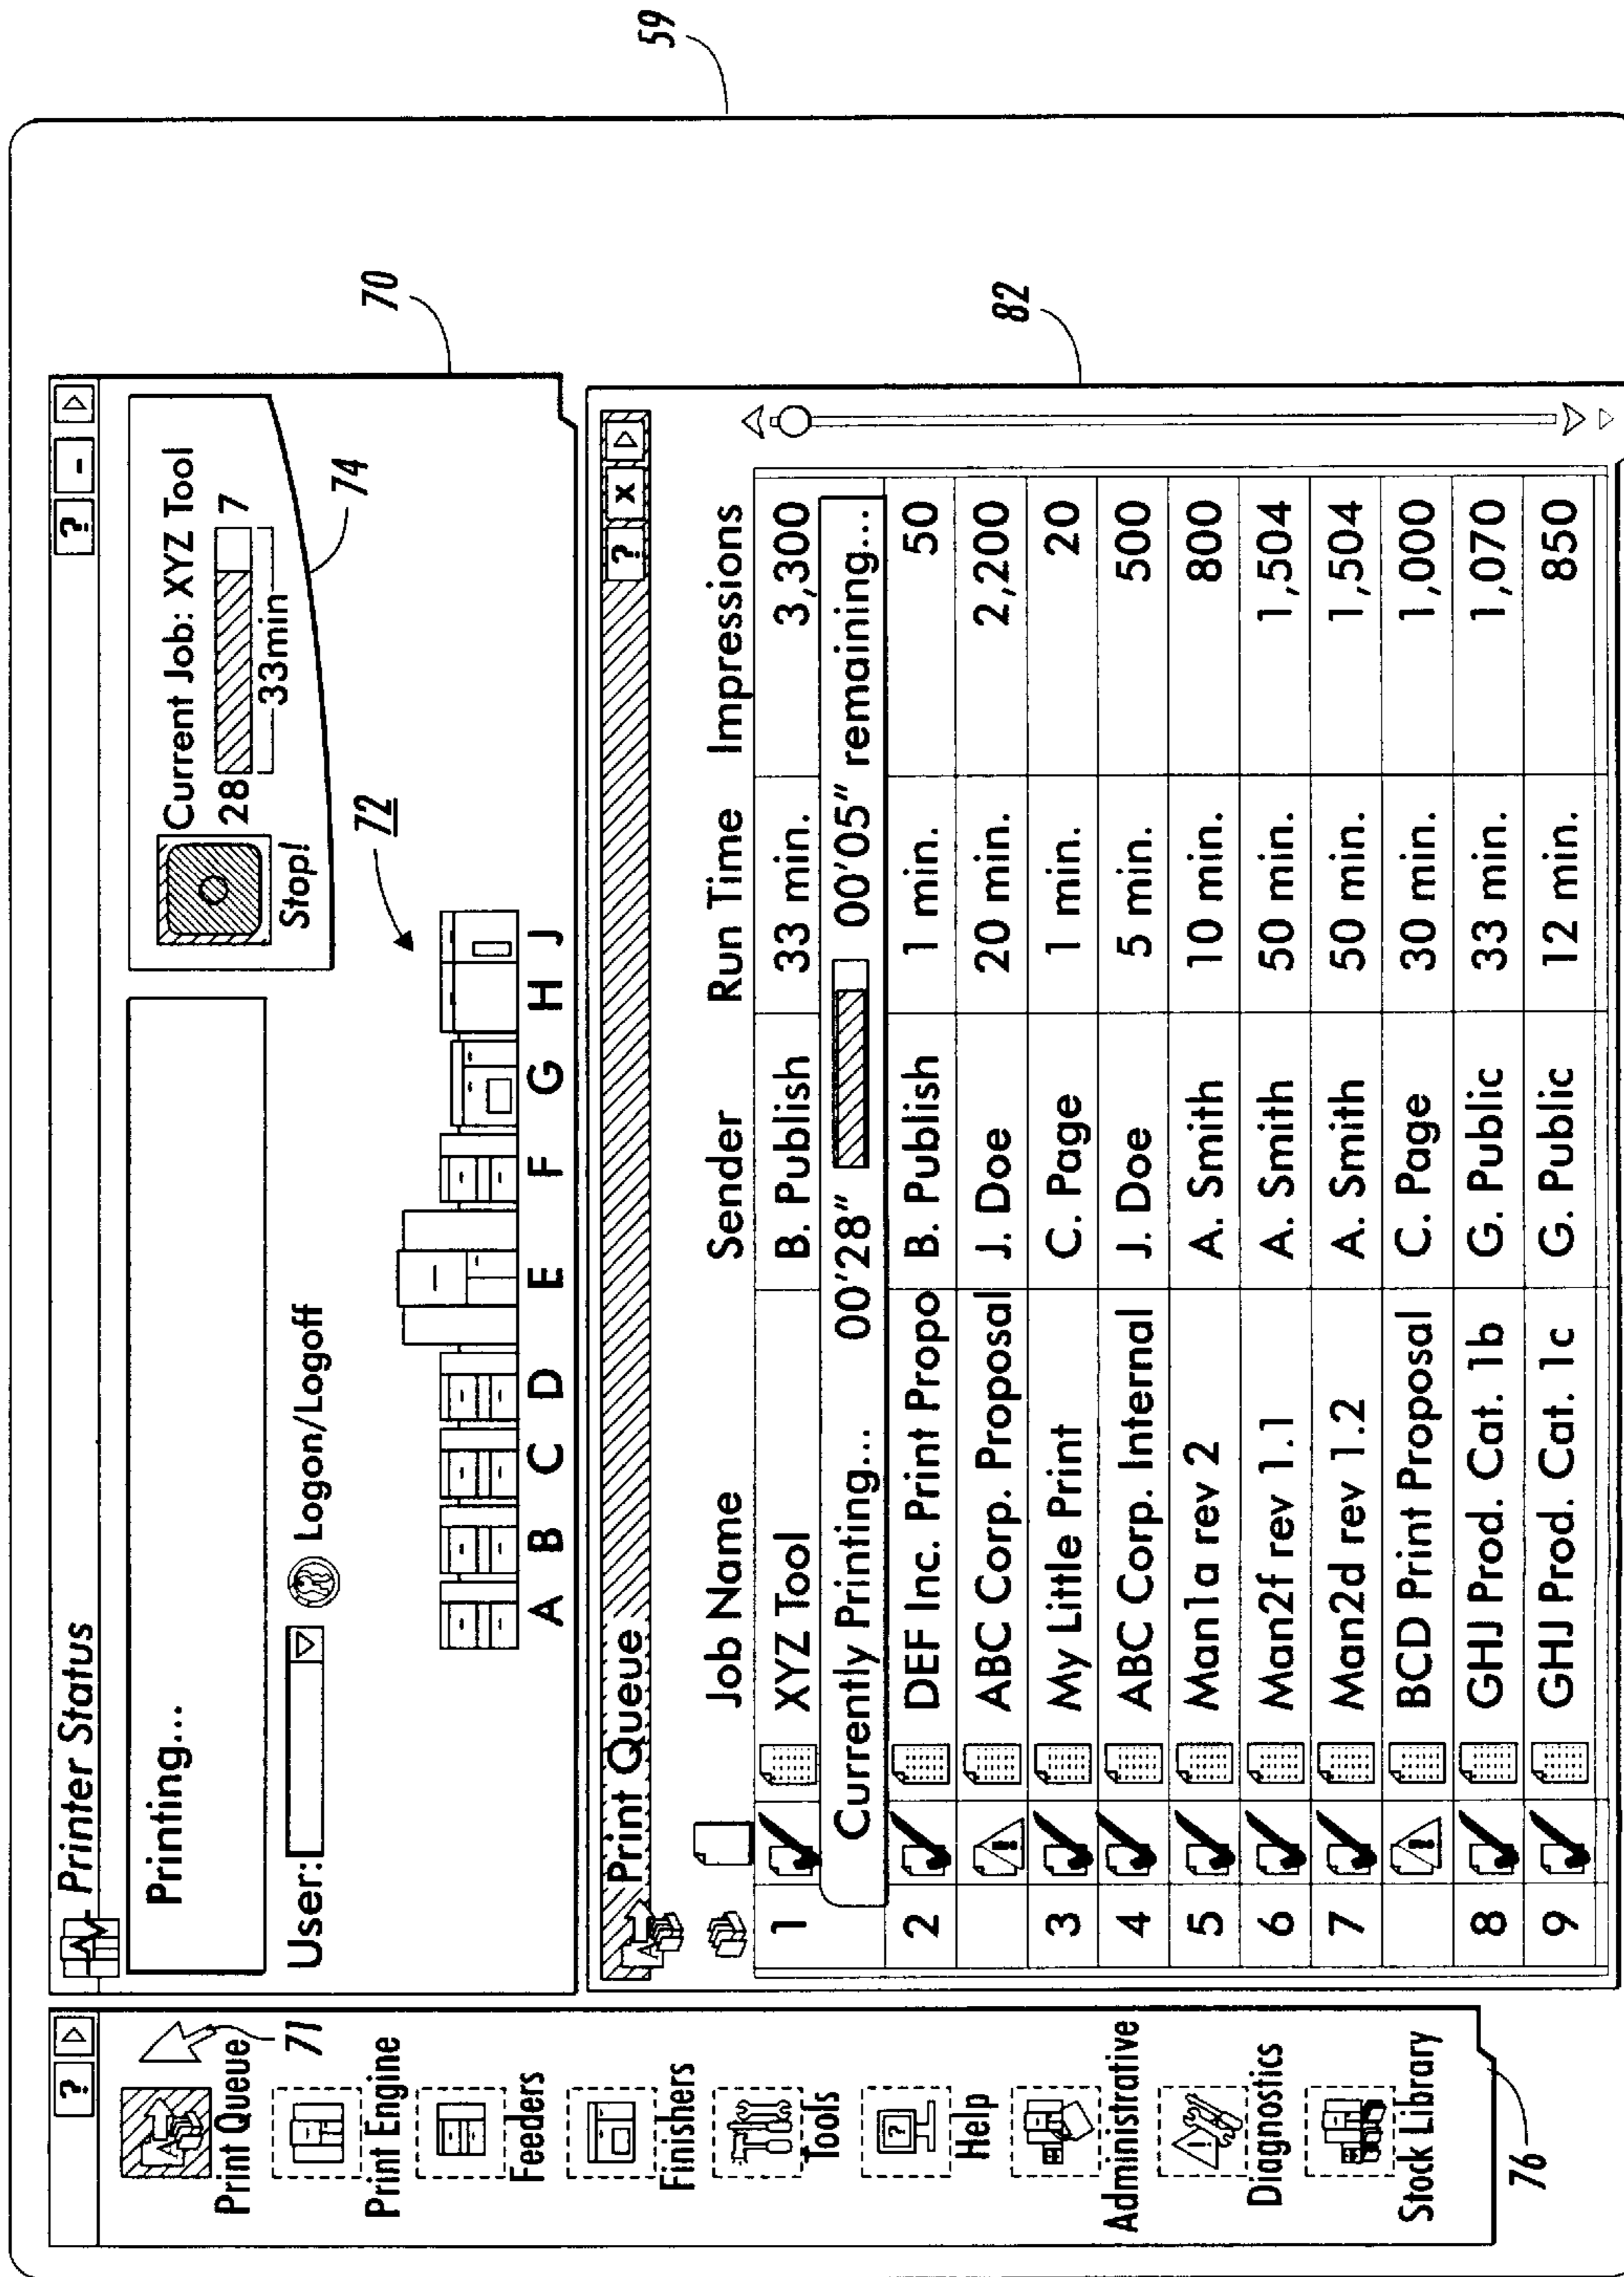 59
? ▷
Print Queue
71
Print Engine
Feeders
Finishers
Tools
Help
Administrative
Diagnostics
Stock Library
76
Printer Status ? - ▷
Printing...
User: Logon/Logoff
Stop!
Current Job: XYZ Tool
28 7
33min
74
72
A B C D E F G H J
70
Print Queue ? x ▷
Job Name Sender Run Time Impressions
1 XYZ Tool B. Publish 33 min. 3,300
Currently Printing... 00'28" 00'05" remaining...
2 DEF Inc. Print Propo B. Publish 1 min. 50
ABC Corp. Proposal J. Doe 20 min. 2,200
3 My Little Print C. Page 1 min. 20
4 ABC Corp. Internal J. Doe 5 min. 500
5 Man1a rev 2 A. Smith 10 min. 800
6 Man2f rev 1.1 A. Smith 50 min. 1,504
7 Man2d rev 1.2 A. Smith 50 min. 1,504
BCD Print Proposal C. Page 30 min. 1,000
8 GHJ Prod. Cat. 1b G. Public 33 min. 1,070
9 GHJ Prod. Cat. 1c G. Public 12 min. 850
82